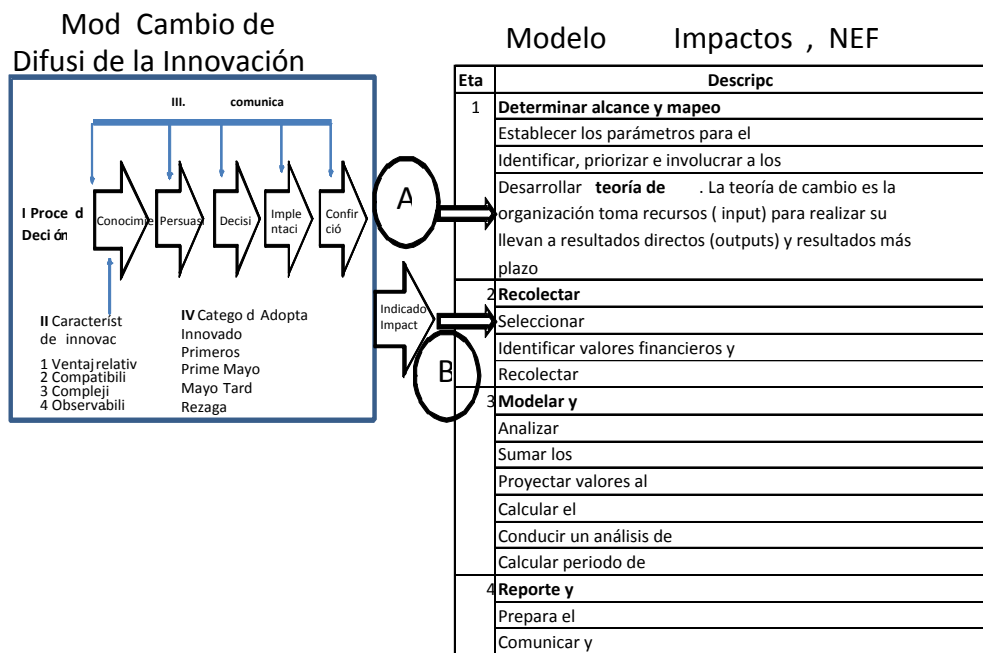 Mod Cambio de
Difusi de la Innovación
III. comunica
I Proce d
Deción
Conocimie
Persuasi
Decisi
Imple
ntaci
Confir
ció
II Característ
de innovac
1 Ventaj relativ
2 Compatibili
3 Compleji
4 Observabili
IV Catego d Adopta
Innovado
Primeros
Prime Mayo
Mayo Tard
Rezaga
A
Indicado
Impact
B
Modelo Impactos , NEF
Eta Descripc
1 Determinar alcance y mapeo
Establecer los parámetros para el
Identificar, priorizar e involucrar a los
Desarrollar teoría de . La teoría de cambio es la
organización toma recursos ( input) para realizar su
llevan a resultados directos (outputs) y resultados más
plazo
2 Recolectar
Seleccionar
Identificar valores financieros y
Recolectar
3 Modelar y
Analizar
Sumar los
Proyectar valores al
Calcular el
Conducir un análisis de
Calcular periodo de
4 Reporte y
Prepara el
Comunicar y